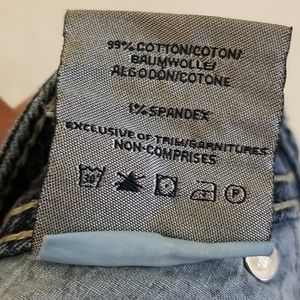 99% COTTON/COTON/
BAUMWOLLE/
ALGODÓN/COTONE
1% SPANDEX
EXCLUSIVE OF TRIM/GARNITURES
NON-COMPRISES